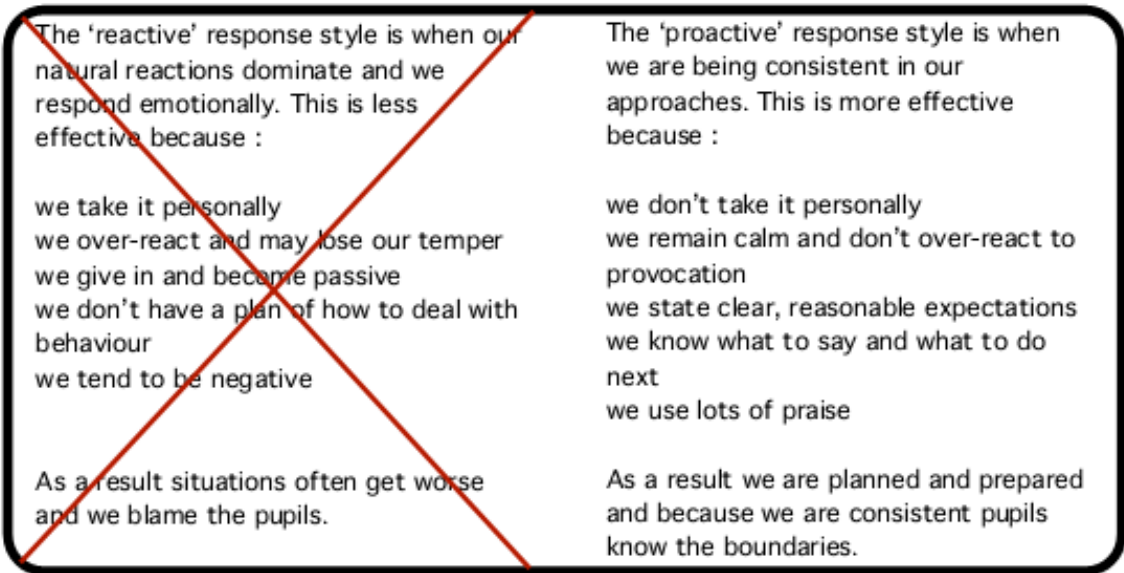 The ‘reactive’ response style is when our
natural reactions dominate and we
respond emotionally. This is less
effective because :
we take it personally
we over-react and may lose our temper
we give in and become passive
we don’t have a plan of how to deal with
behaviour
we tend to be negative
As a result situations often get worse
and we blame the pupils.
The ‘proactive’ response style is when
we are being consistent in our
approaches. This is more effective
because :
we don’t take it personally
we remain calm and don’t over-react to
provocation
we state clear, reasonable expectations
we know what to say and what to do
next
we use lots of praise
As a result we are planned and prepared
and because we are consistent pupils
know the boundaries.